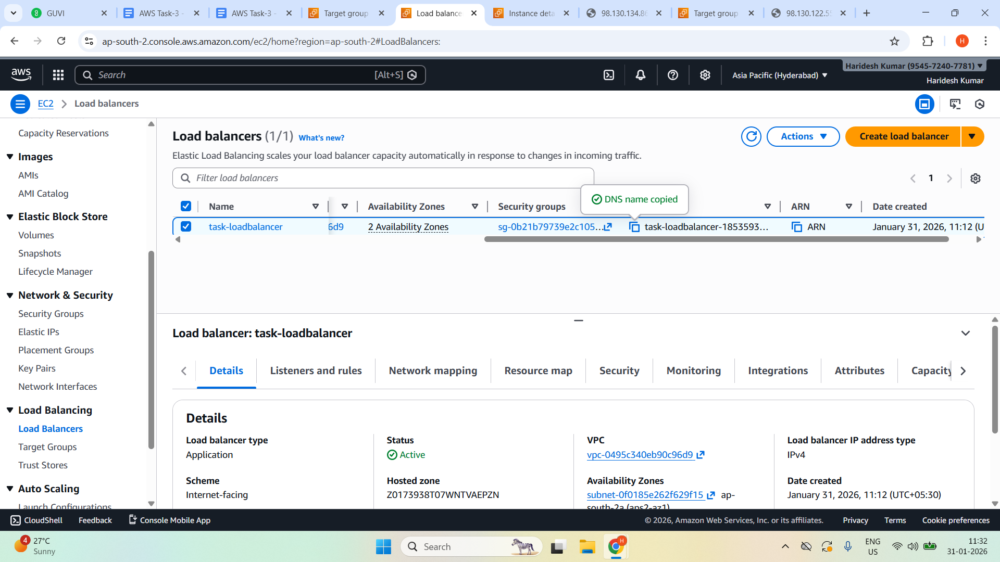 GUVI
AWS Task-3 -
AWS Task-3 -
Target group
Load balance
Instance deta
98.130.134.86
Target group
98.130.122.55
ap-south-2.console.aws.amazon.com/ec2/home?region=ap-south-2#LoadBalancers:
H
aws
Search
[Alt+S]
Asia Pacific (Hyderabad)
Haridesh Kumar (9545-7240-7781)
Haridesh Kumar
EC2
Load balancers
Capacity Reservations
Images
AMIs
AMI Catalog
Elastic Block Store
Volumes
Snapshots
Lifecycle Manager
Network & Security
Security Groups
Elastic IPs
Placement Groups
Key Pairs
Network Interfaces
Load Balancing
Load Balancers
Target Groups
Trust Stores
Auto Scaling
Launch Configurations
Load balancers (1/1) What's new?
Actions
Create load balancer
Elastic Load Balancing scales your load balancer capacity automatically in response to changes in incoming traffic.
Filter load balancers
1
DNS name copied
Name
Availability Zones
Security groups
ARN
Date created
task-loadbalancer
6d9
2 Availability Zones
sg-0b21b79739e2c105...
task-loadbalancer-1853593...
ARN
January 31, 2026, 11:12 (U
Load balancer: task-loadbalancer
Details
Listeners and rules
Network mapping
Resource map
Security
Monitoring
Integrations
Attributes
Capacity
Details
Load balancer type
Application
Status
Active
VPC
vpc-0495c340eb90c96d9
Load balancer IP address type
IPv4
Scheme
Internet-facing
Hosted zone
Z0173938T07WNTVAEPZN
Availability Zones
subnet-0f0185e262f629f15 ap-
south-2a (aps2-az1)
Date created
January 31, 2026, 11:12 (UTC+05:30)
CloudShell
Feedback
Console Mobile App
© 2026, Amazon Web Services, Inc. or its affiliates.
Privacy
Terms
Cookie preferences
4
27°C
Sunny
Search
H
ENG
US
11:32
31-01-2026